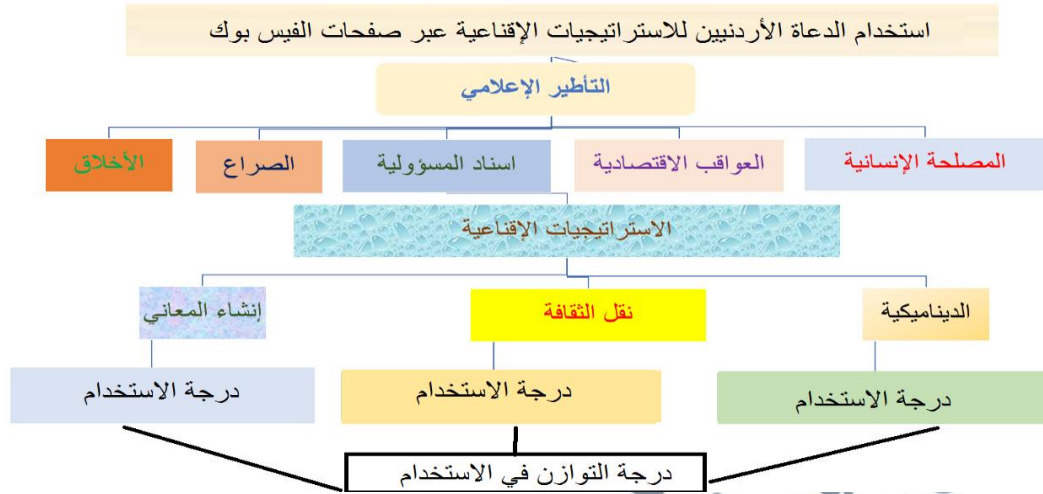 استخدام الدعاة الأردنيين للاستراتيجيات الإقناعية عبر صفحات الفيس بوك
التأطير الإعلامي
المصلحة الإنسانية
العواقب الاقتصادية
اسناد المسؤولية
الصراع
الأخلاق
الاستراتيجيات الإقناعية
الديناميكية
نقل الثقافة
إنشاء المعاني
درجة الاستخدام
درجة الاستخدام
درجة الاستخدام
درجة التوازن في الاستخدام